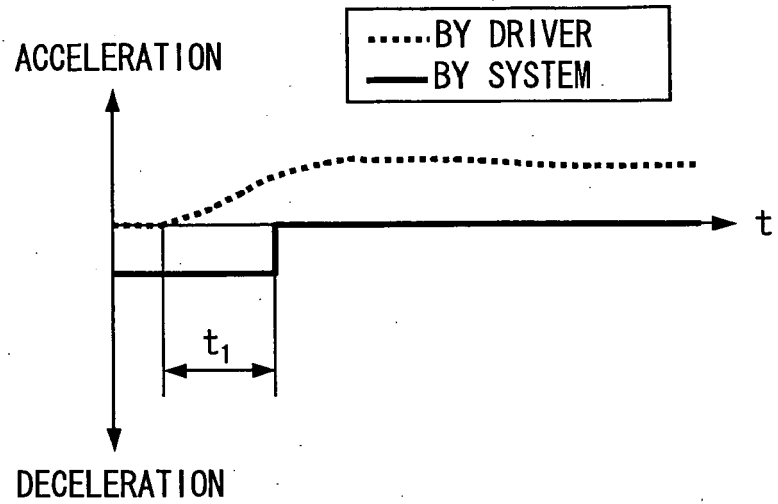 BY DRIVER
ACCELERATION
BY SYSTEM
t
t₁
DECELERATION